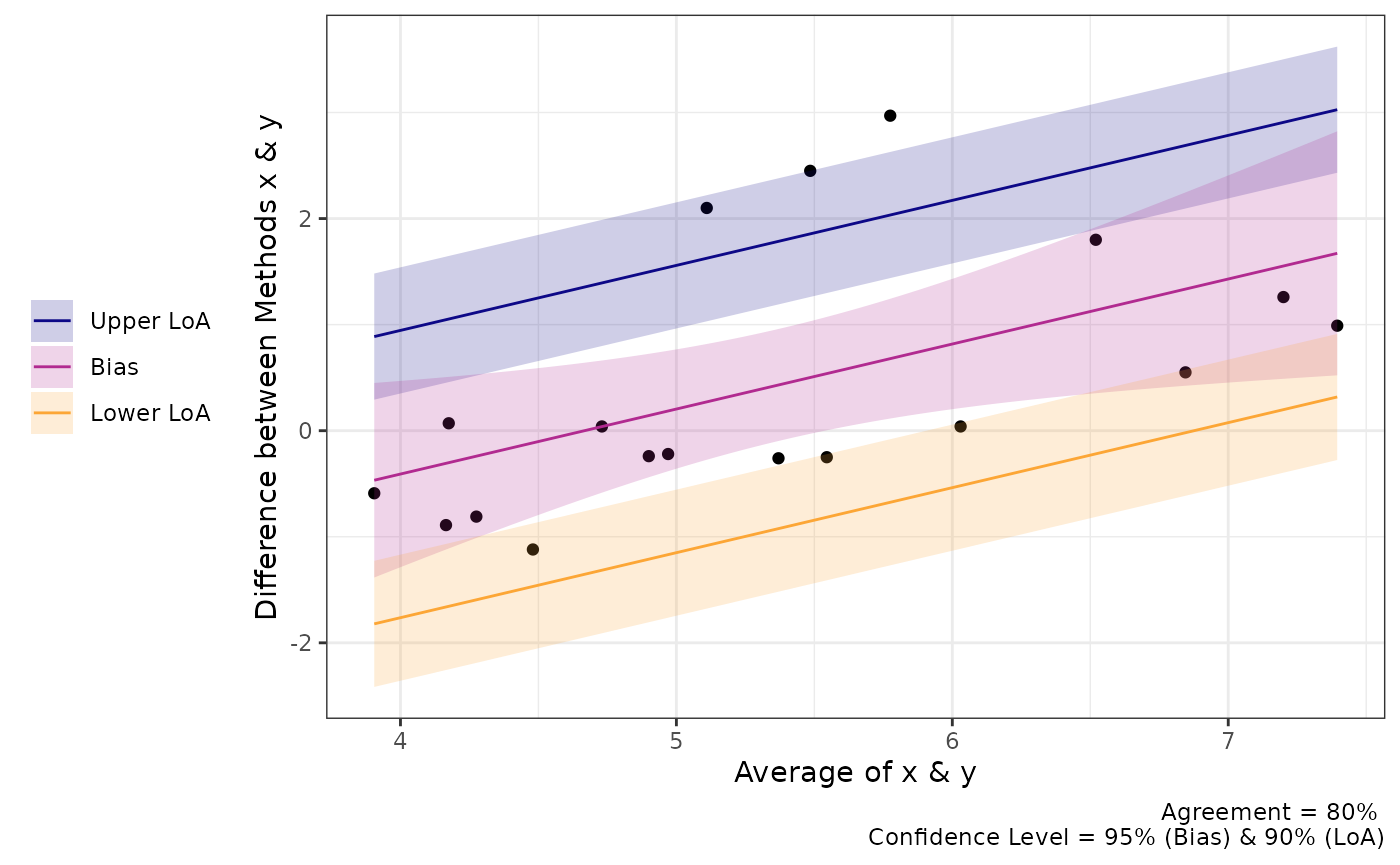 Upper LoA
Bias
Lower LoA
Difference between Methods x & y
2
0
-2
4 5 6 7
Average of x & y
Agreement = 80%
Confidence Level = 95% (Bias) & 90% (LoA)